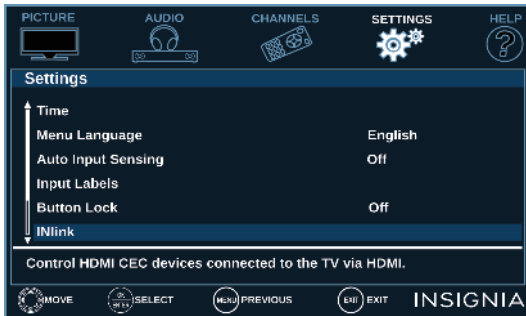 PICTURE AUDIO CHANNELS SETTINGS HELP
Settings
Time
Menu Language English
Auto Input Sensing Off
Input Labels
Button Lock Off
INlink
Control HDMI CEC devices connected to the TV via HDMI.
MOVE OK ENTER SELECT MENU PREVIOUS EXIT EXIT INSIGNIA